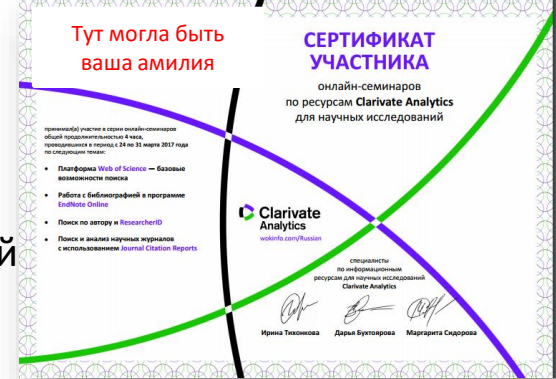 Тут могла быть
ваша амилия
принимал(а) участие в серии онлайн-семинаров
общей продолжительностью 4 часа,
проводившихся в период с 24 по 31 марта 2017 года
по следующим темам:
• Платформа Web of Science — базовые
возможности поиска
• Работа с библиографией в программе
EndNote Online
• Поиск по автору и ResearcherID
• Поиск и анализ научных журналов
с использованием Journal Citation Reports
й
СЕРТИФИКАТ
УЧАСТНИКА
онлайн-семинаров
по ресурсам Clarivate Analytics
для научных исследований
Clarivate
Analytics
wokinfo.com/Russian
специалисты
по информационным
ресурсам для научных исследований
Clarivate Analytics
Ирина Тихонкова Дарья Бухтоярова Маргарита Сидорова